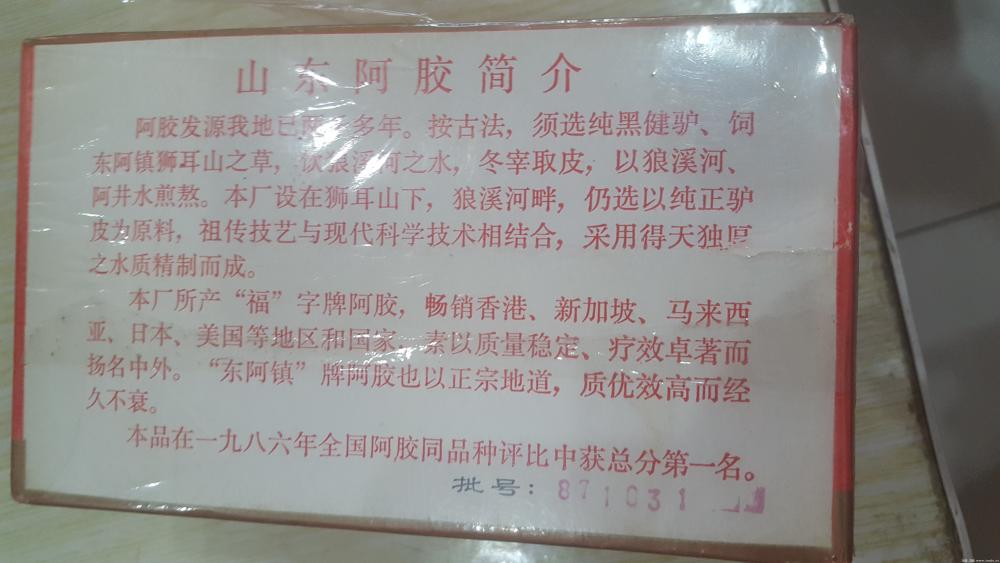 山东阿胶简介
阿胶发源我地已两千多年。按古法，须选纯黑健驴、饲
东阿镇狮耳山之草，饮狼溪河之水，冬宰取皮，以狼溪河、
阿井水煎熬。本厂设在狮耳山下，狼溪河畔，仍选以纯正驴
皮为原料，祖传技艺与现代科学技术相结合，采用得天独厚
之水质精制而成。
本厂所产“福”字牌阿胶，畅销香港、新加坡、马来西
亚、日本、美国等地区和国家，素以质量稳定、疗效卓著而
扬名中外。“东阿镇”牌阿胶也以正宗地道，质优效高而经
久不衰。
本品在一九八六年全国阿胶同品种评比中获总分第一名。
批号：871031